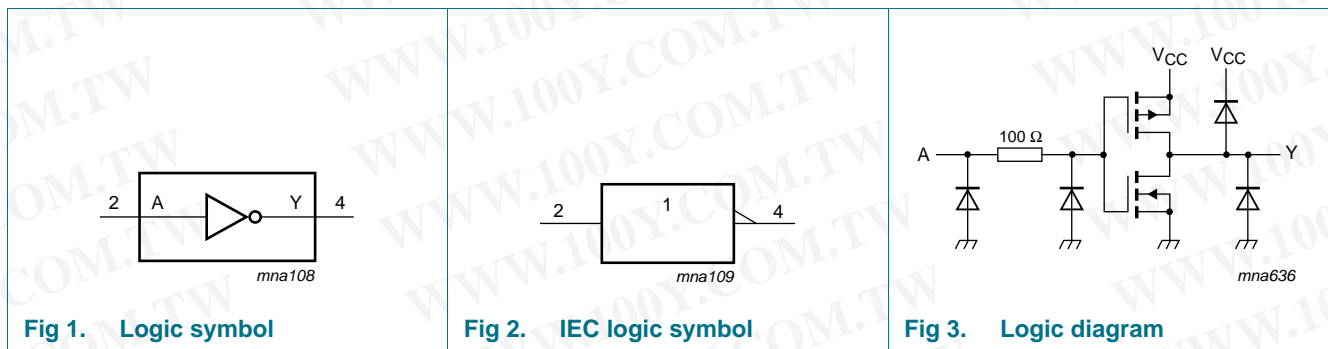 2 A Y 4
mna108
Fig 1. Logic symbol
2 1 4
mna109
Fig 2. IEC logic symbol
VCC VCC
100 Ω
A Y
mna636
Fig 3. Logic diagram
WWW.100Y.COM.TW